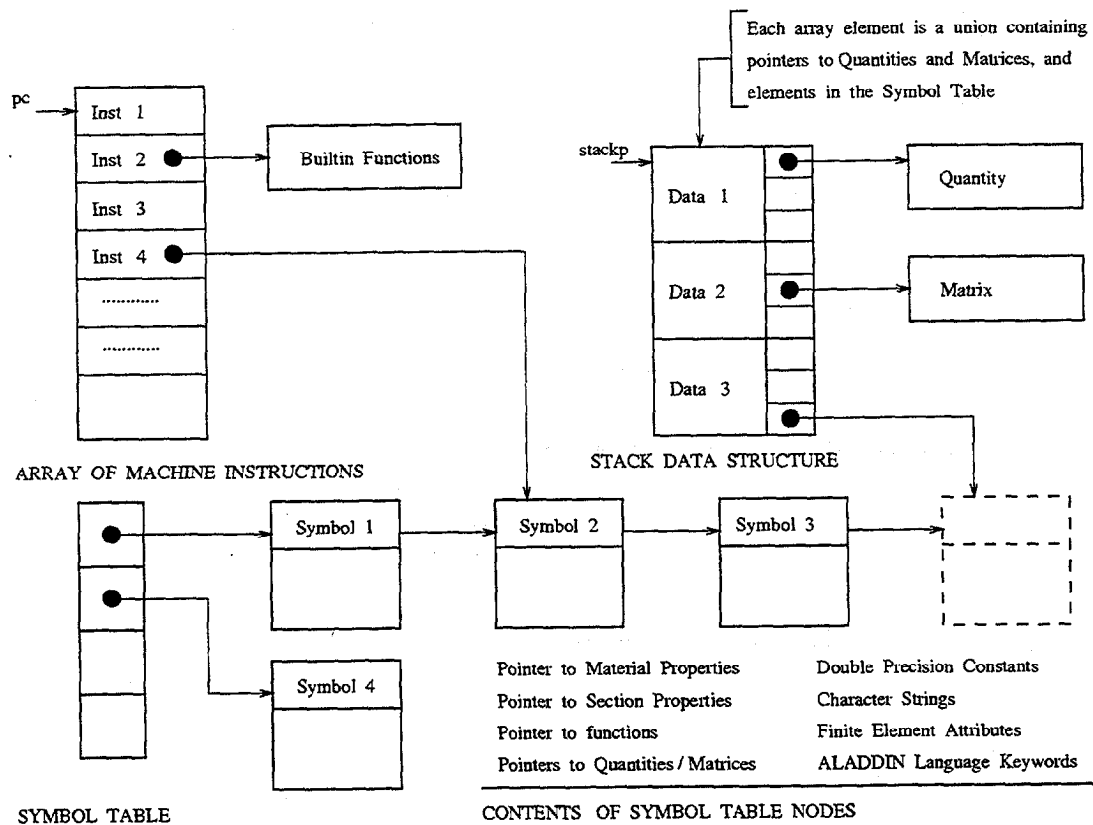 Each array element is a union containing
pointers to Quantities and Matrices, and
elements in the Symbol Table
pc
Inst 1
Inst 2
Builtin Functions
Inst 3
Inst 4
............
............
stackp
Data 1
Quantity
Data 2
Matrix
Data 3
ARRAY OF MACHINE INSTRUCTIONS
STACK DATA STRUCTURE
Symbol 1
Symbol 2
Symbol 3
Symbol 4
Pointer to Material Properties
Pointer to Section Properties
Pointer to functions
Pointers to Quantities / Matrices
Double Precision Constants
Character Strings
Finite Element Attributes
ALADDIN Language Keywords
SYMBOL TABLE
CONTENTS OF SYMBOL TABLE NODES